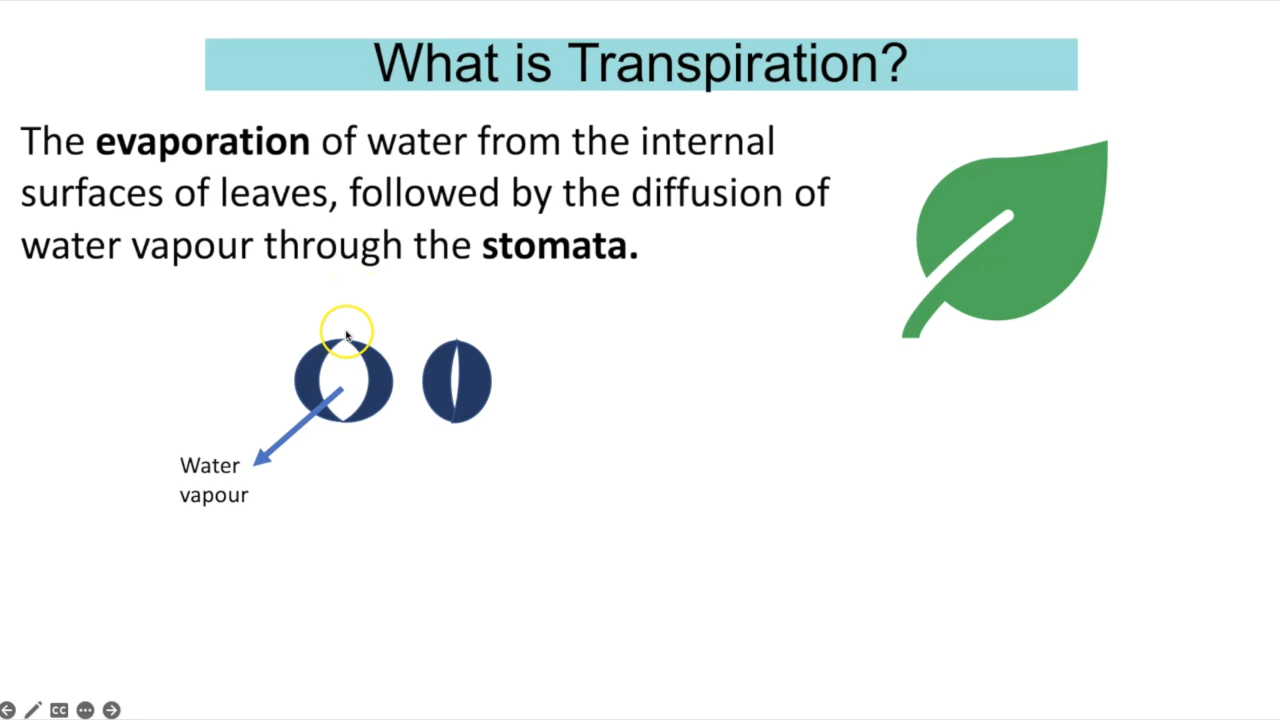 What is Transpiration?
The evaporation of water from the internal
surfaces of leaves, followed by the diffusion of
water vapour through the stomata.
Water
vapour
CC